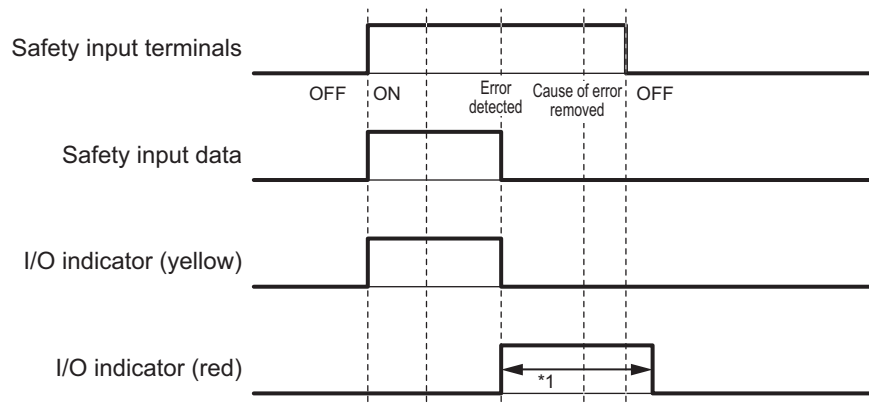 Safety input terminals
OFF
ON
Error
detected
Cause of error
removed
OFF
Safety input data
I/O indicator (yellow)
I/O indicator (red)
*1